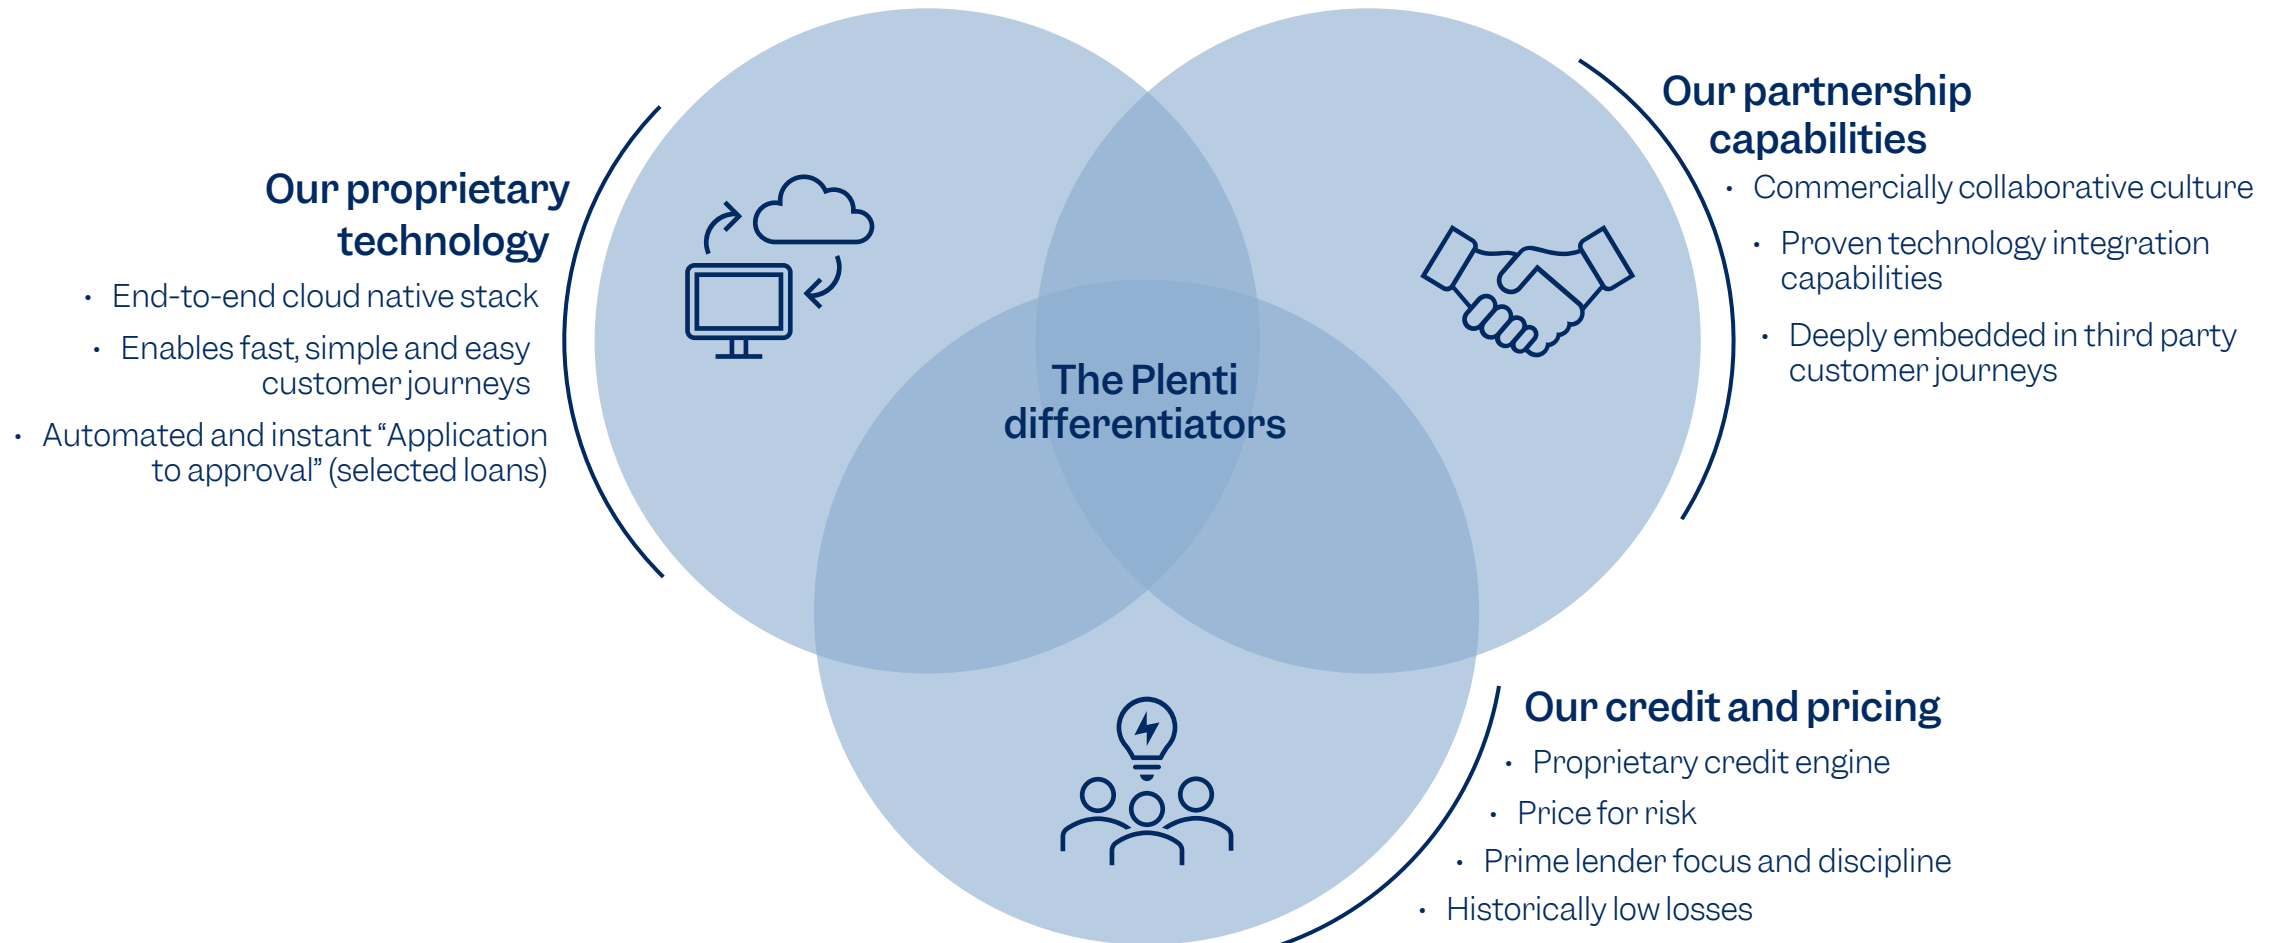 Our proprietary
technology
• End-to-end cloud native stack
• Enables fast, simple and easy
customer journeys
• Automated and instant “Application
to approval” (selected loans)
The Plenti
differentiators
Our partnership
capabilities
• Commercially collaborative culture
• Proven technology integration
capabilities
• Deeply embedded in third party
customer journeys
Our credit and pricing
• Proprietary credit engine
• Price for risk
• Prime lender focus and discipline
• Historically low losses